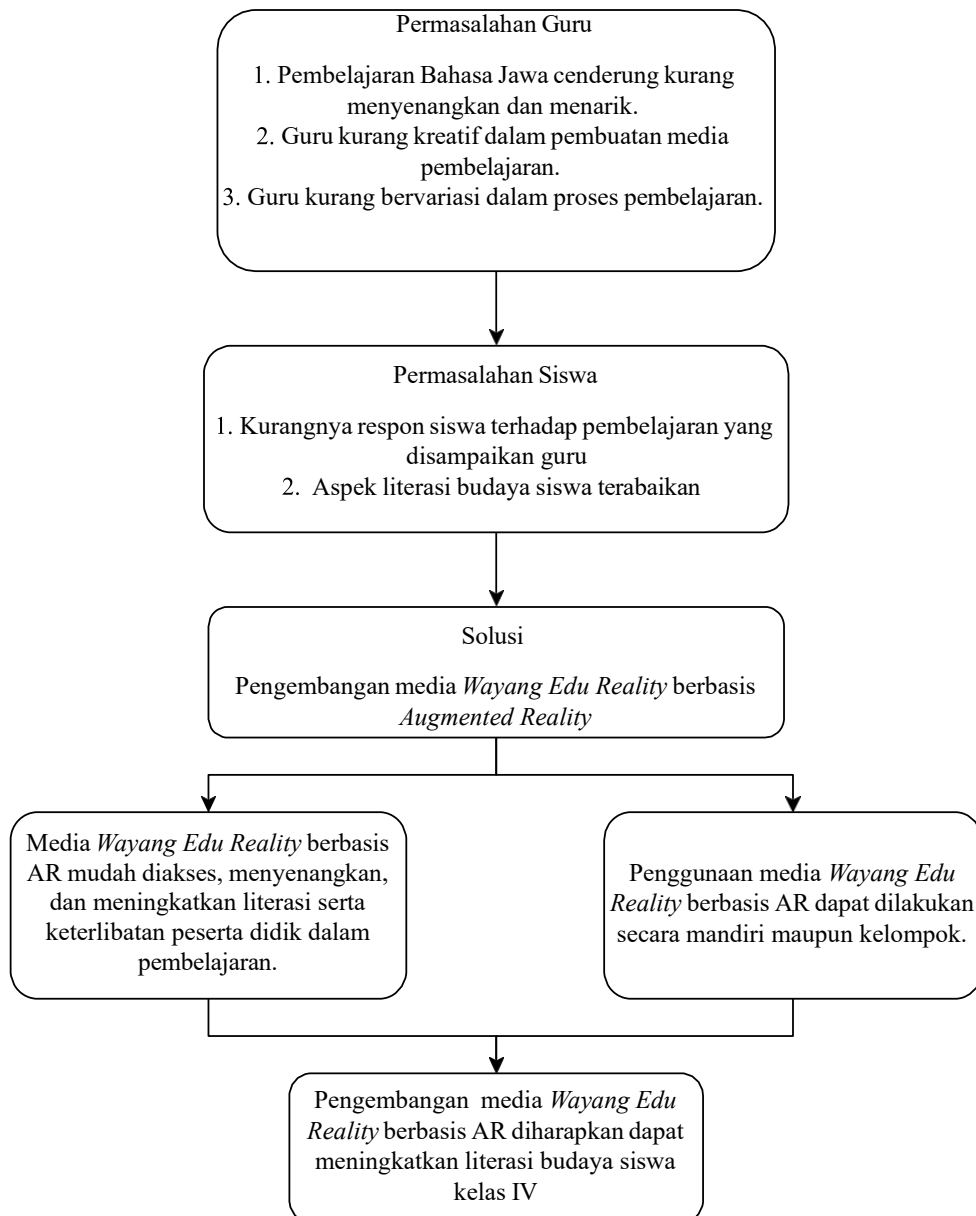 Permasalahan Guru
1. Pembelajaran Bahasa Jawa cenderung kurang
menyenangkan dan menarik.
2. Guru kurang kreatif dalam pembuatan media
pembelajaran.
3. Guru kurang bervariasi dalam proses pembelajaran.
Permasalahan Siswa
1. Kurangnya respon siswa terhadap pembelajaran yang
disampaikan guru
2. Aspek literasi budaya siswa terabaikan
Solusi
Pengembangan media Wayang Edu Reality berbasis
Augmented Reality
Media Wayang Edu Reality berbasis
AR mudah diakses, menyenangkan,
dan meningkatkan literasi serta
keterlibatan peserta didik dalam
pembelajaran.
Penggunaan media Wayang Edu
Reality berbasis AR dapat dilakukan
secara mandiri maupun kelompok.
Pengembangan media Wayang Edu
Reality berbasis AR diharapkan dapat
meningkatkan literasi budaya siswa
kelas IV